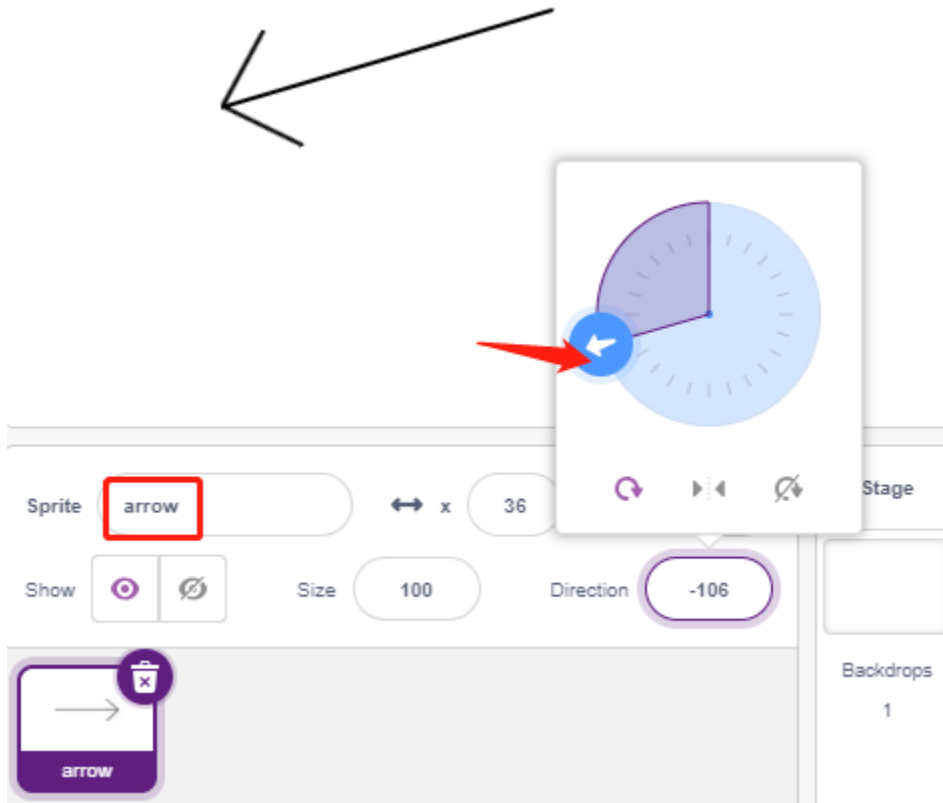 Sprite arrow x 36 Stage
Show Size 100 Direction -106
Backdrops
1
arrow